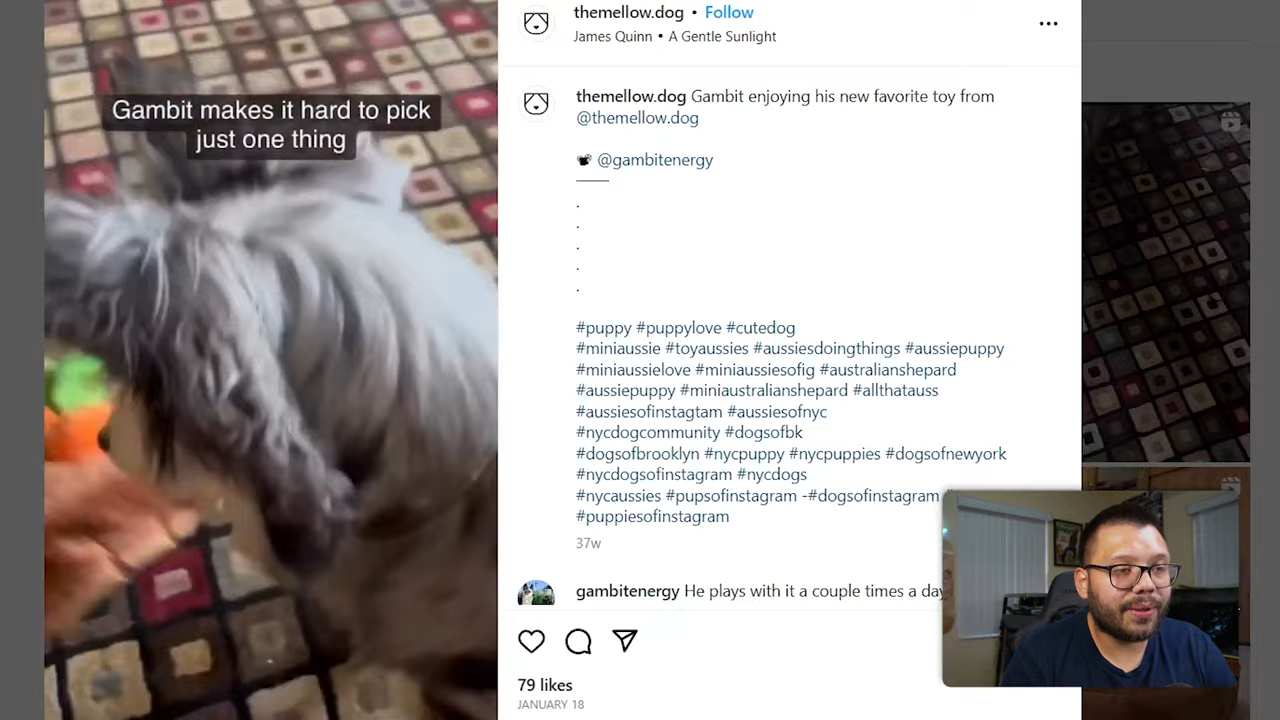 Gambit makes it hard to pick
just one thing
themellow.dog • Follow
James Quinn • A Gentle Sunlight
themellow.dog Gambit enjoying his new favorite toy from
@themellow.dog
@gambitenergy
.
.
.
.
.
#puppy #puppylove #cutedog
#miniaussie #toyaussies #aussiesdoingthings #aussiepuppy
#miniaussielove #miniaussiesofig #australianshepard
#aussiepuppy #miniaustralianshepard #allthatauss
#aussiesofinstagtam #aussiesofnyc
#nycdogcommunity #dogsofbk
#dogsofbrooklyn #nycpuppy #nycpuppies #dogsofnewyork
#nycdogsofinstagram #nycdogs
#nycaussies #pupsofinstagram -#dogsofinstagram
#puppiesofinstagram
37w
gambitenergy He plays with it a couple times a day
79 likes
JANUARY 18